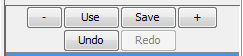 - Use Save +
Undo Redo